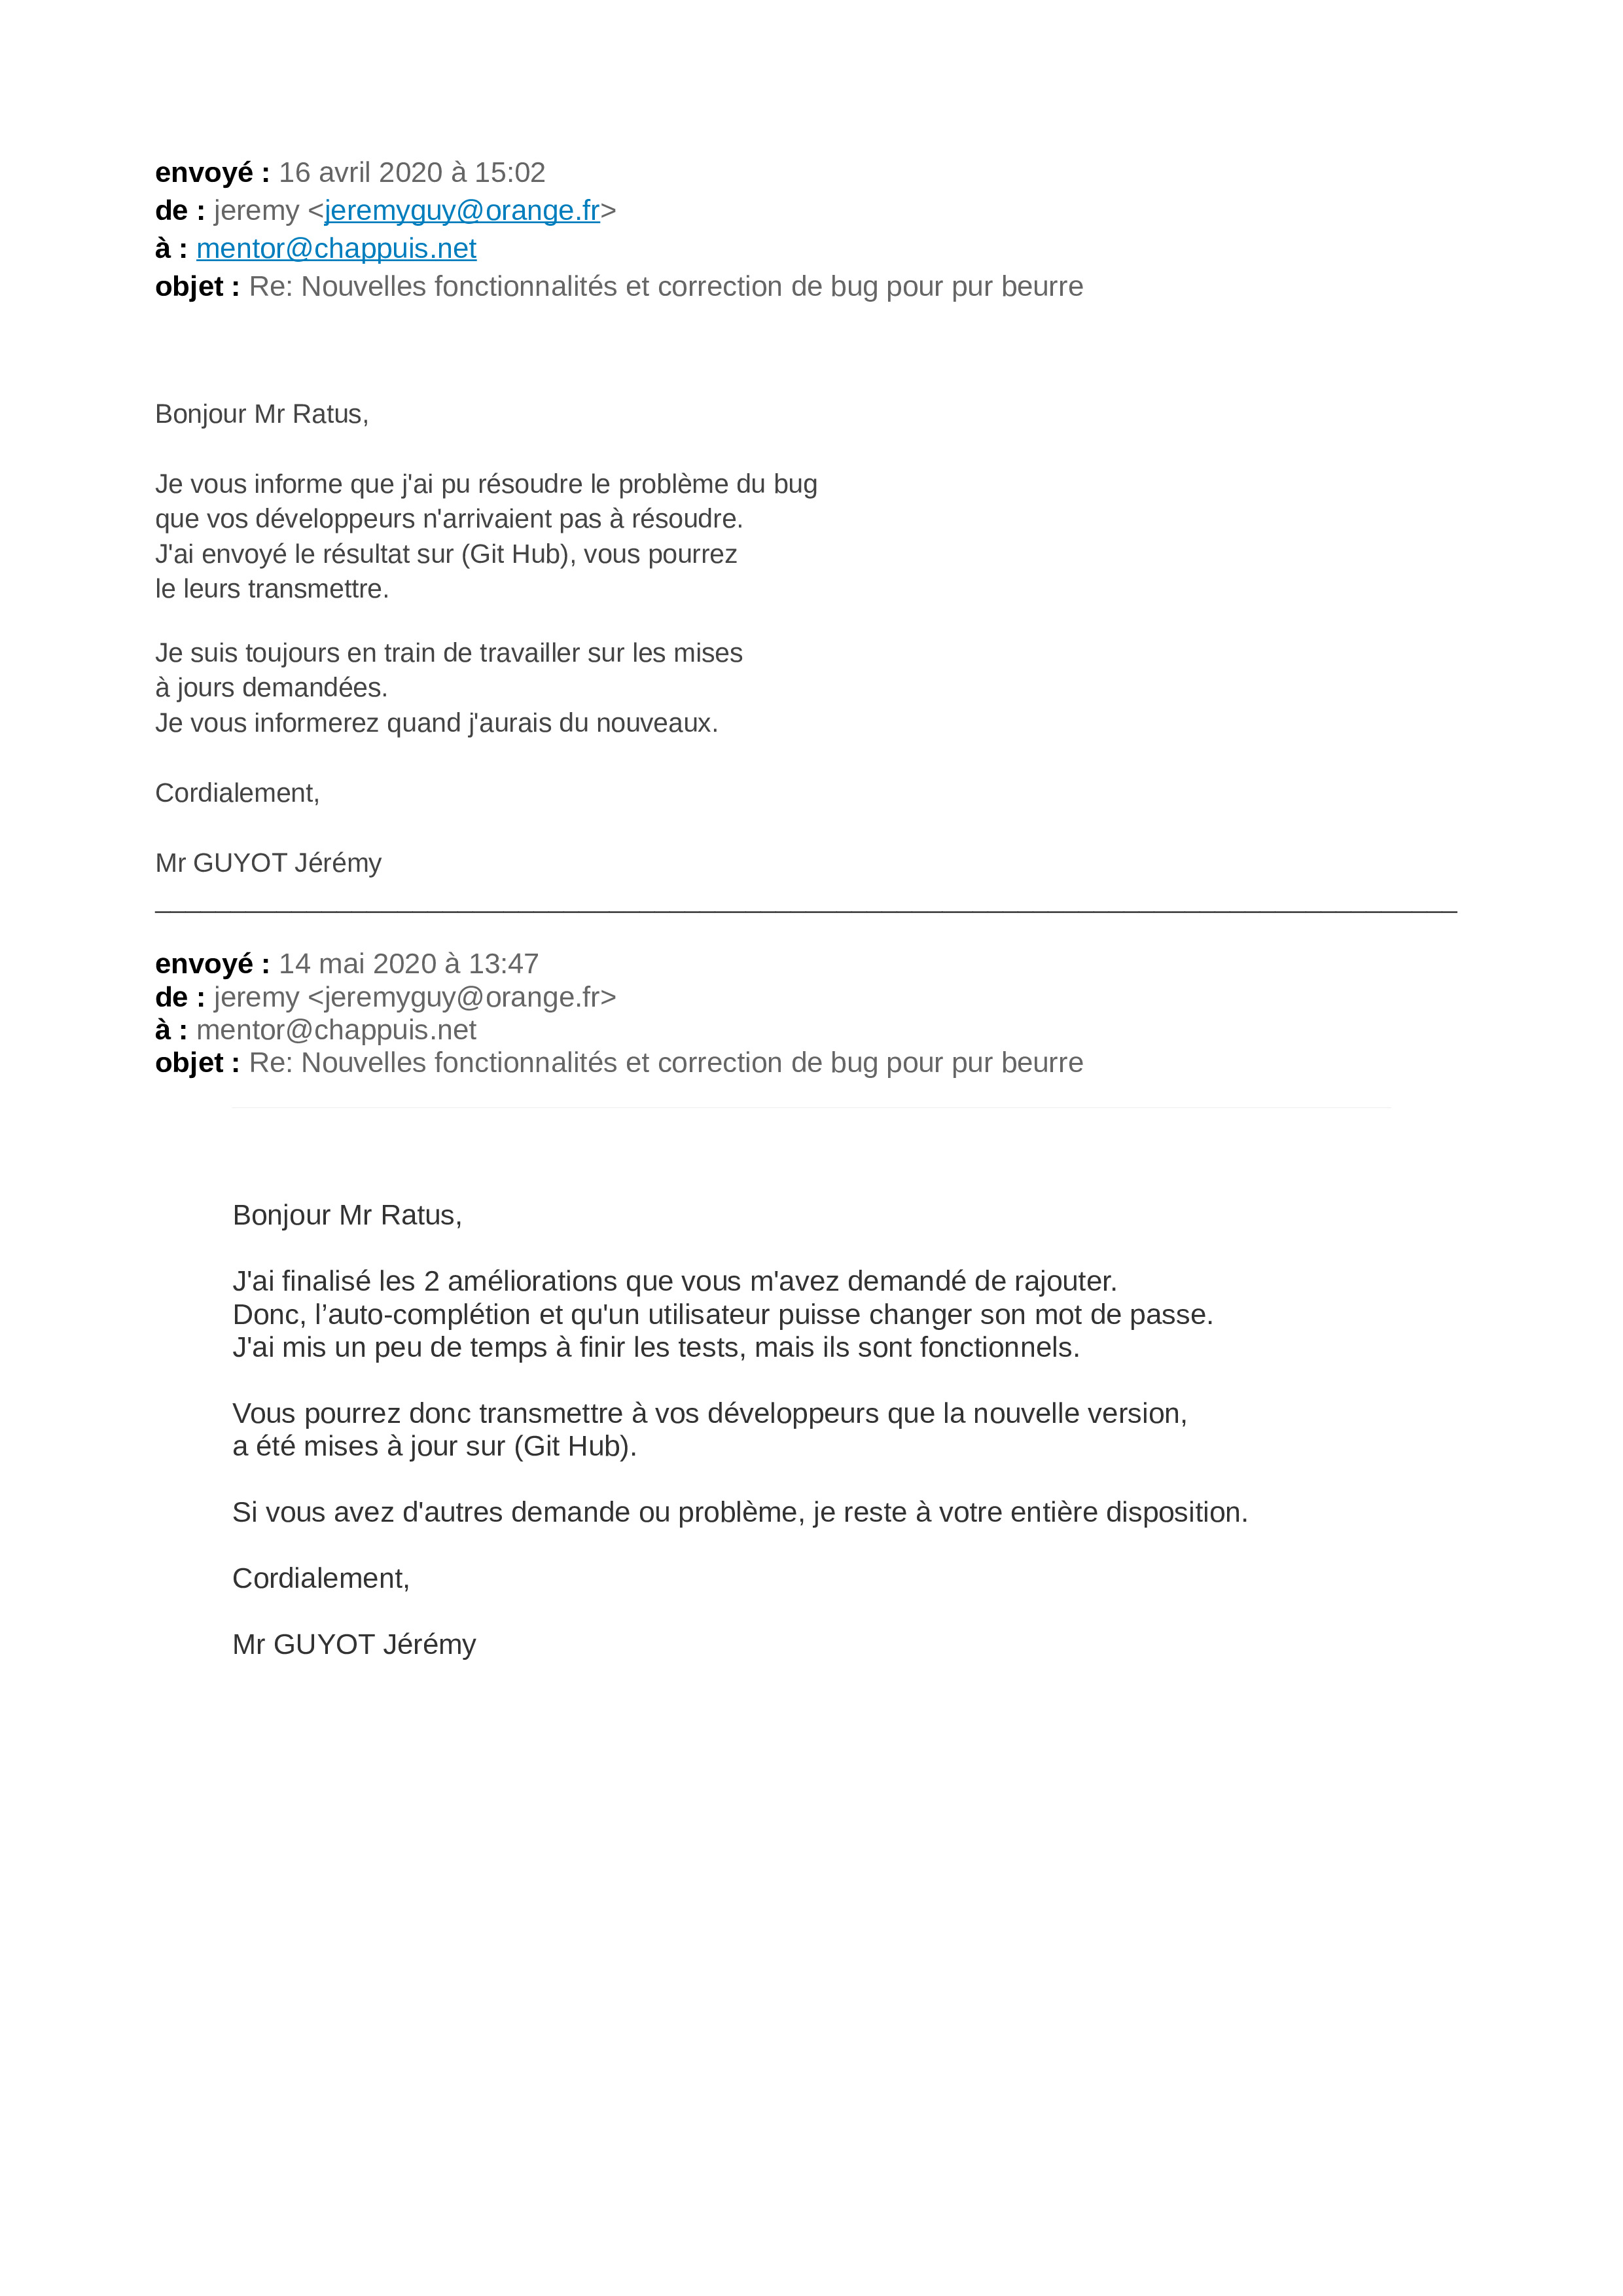 envoyé : 16 avril 2020 à 15:02
de : jeremy <jeremyguy@orange.fr>
à : mentor@chappuis.net
objet : Re: Nouvelles fonctionnalités et correction de bug pour pur beurre
Bonjour Mr Ratus,
Je vous informe que j'ai pu résoudre le problème du bug
que vos développeurs n'arrivaient pas à résoudre.
J'ai envoyé le résultat sur (Git Hub), vous pourrez
le leurs transmettre.
Je suis toujours en train de travailler sur les mises
à jours demandées.
Je vous informerez quand j'aurais du nouveaux.
Cordialement,
Mr GUYOT Jérémy
envoyé : 14 mai 2020 à 13:47
de : jeremy <jeremyguy@orange.fr>
à : mentor@chappuis.net
objet : Re: Nouvelles fonctionnalités et correction de bug pour pur beurre
Bonjour Mr Ratus,
J'ai finalisé les 2 améliorations que vous m'avez demandé de rajouter.
Donc, l’auto-complétion et qu'un utilisateur puisse changer son mot de passe.
J'ai mis un peu de temps à finir les tests, mais ils sont fonctionnels.
Vous pourrez donc transmettre à vos développeurs que la nouvelle version,
a été mises à jour sur (Git Hub).
Si vous avez d'autres demande ou problème, je reste à votre entière disposition.
Cordialement,
Mr GUYOT Jérémy